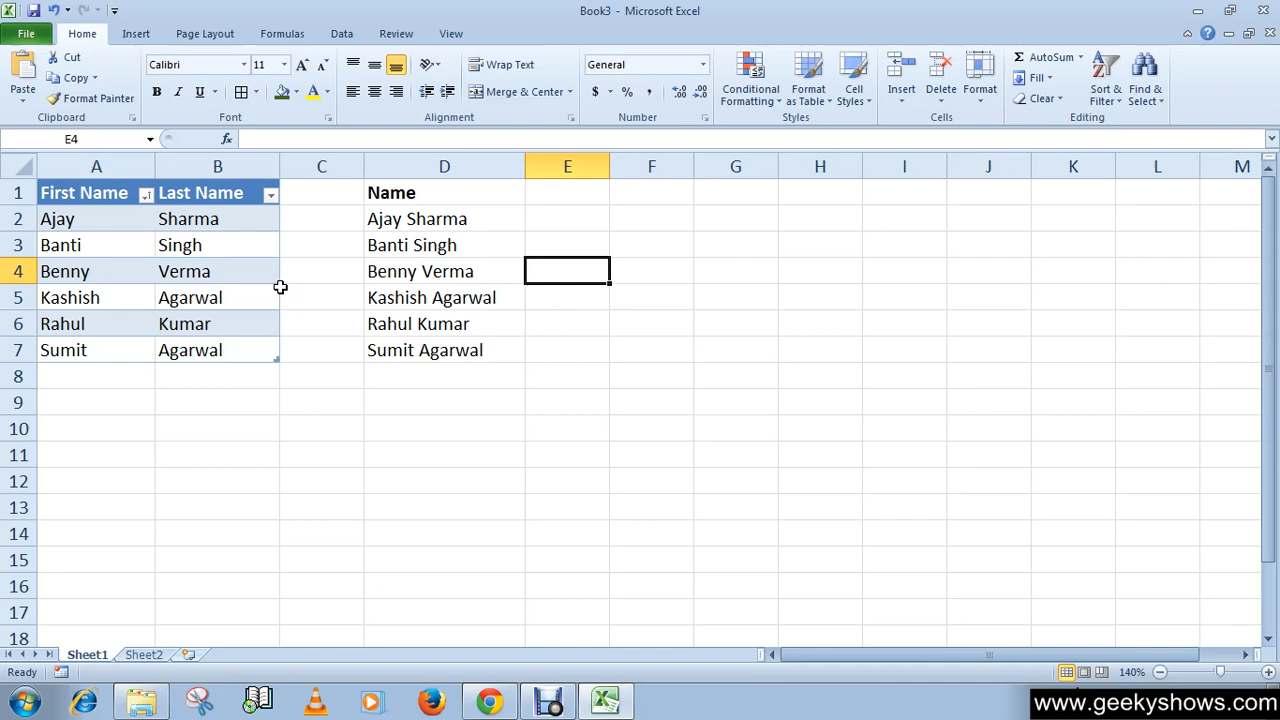 Book3 - Microsoft Excel
File Home Insert Page Layout Formulas Data Review View
Paste
Cut
Copy
Format Painter
Clipboard
Calibri 11
B I U
Font
Wrap Text
Merge & Center
Alignment
General
$ % ,
Number
Conditional Formatting
Format as Table
Cell Styles
Styles
Insert Delete Format
Cells
AutoSum
Fill
Clear
Sort & Filter
Find & Select
Editing
E4 fx
A B C D E F G H I J K L M
1 First Name Last Name Name
2 Ajay Sharma Ajay Sharma
3 Banti Singh Banti Singh
4 Benny Verma Benny Verma
5 Kashish Agarwal Kashish Agarwal
6 Rahul Kumar Rahul Kumar
7 Sumit Agarwal Sumit Agarwal
8
9
10
11
12
13
14
15
16
17
18
Sheet1 Sheet2
Ready 140%
www.geekyshows.com